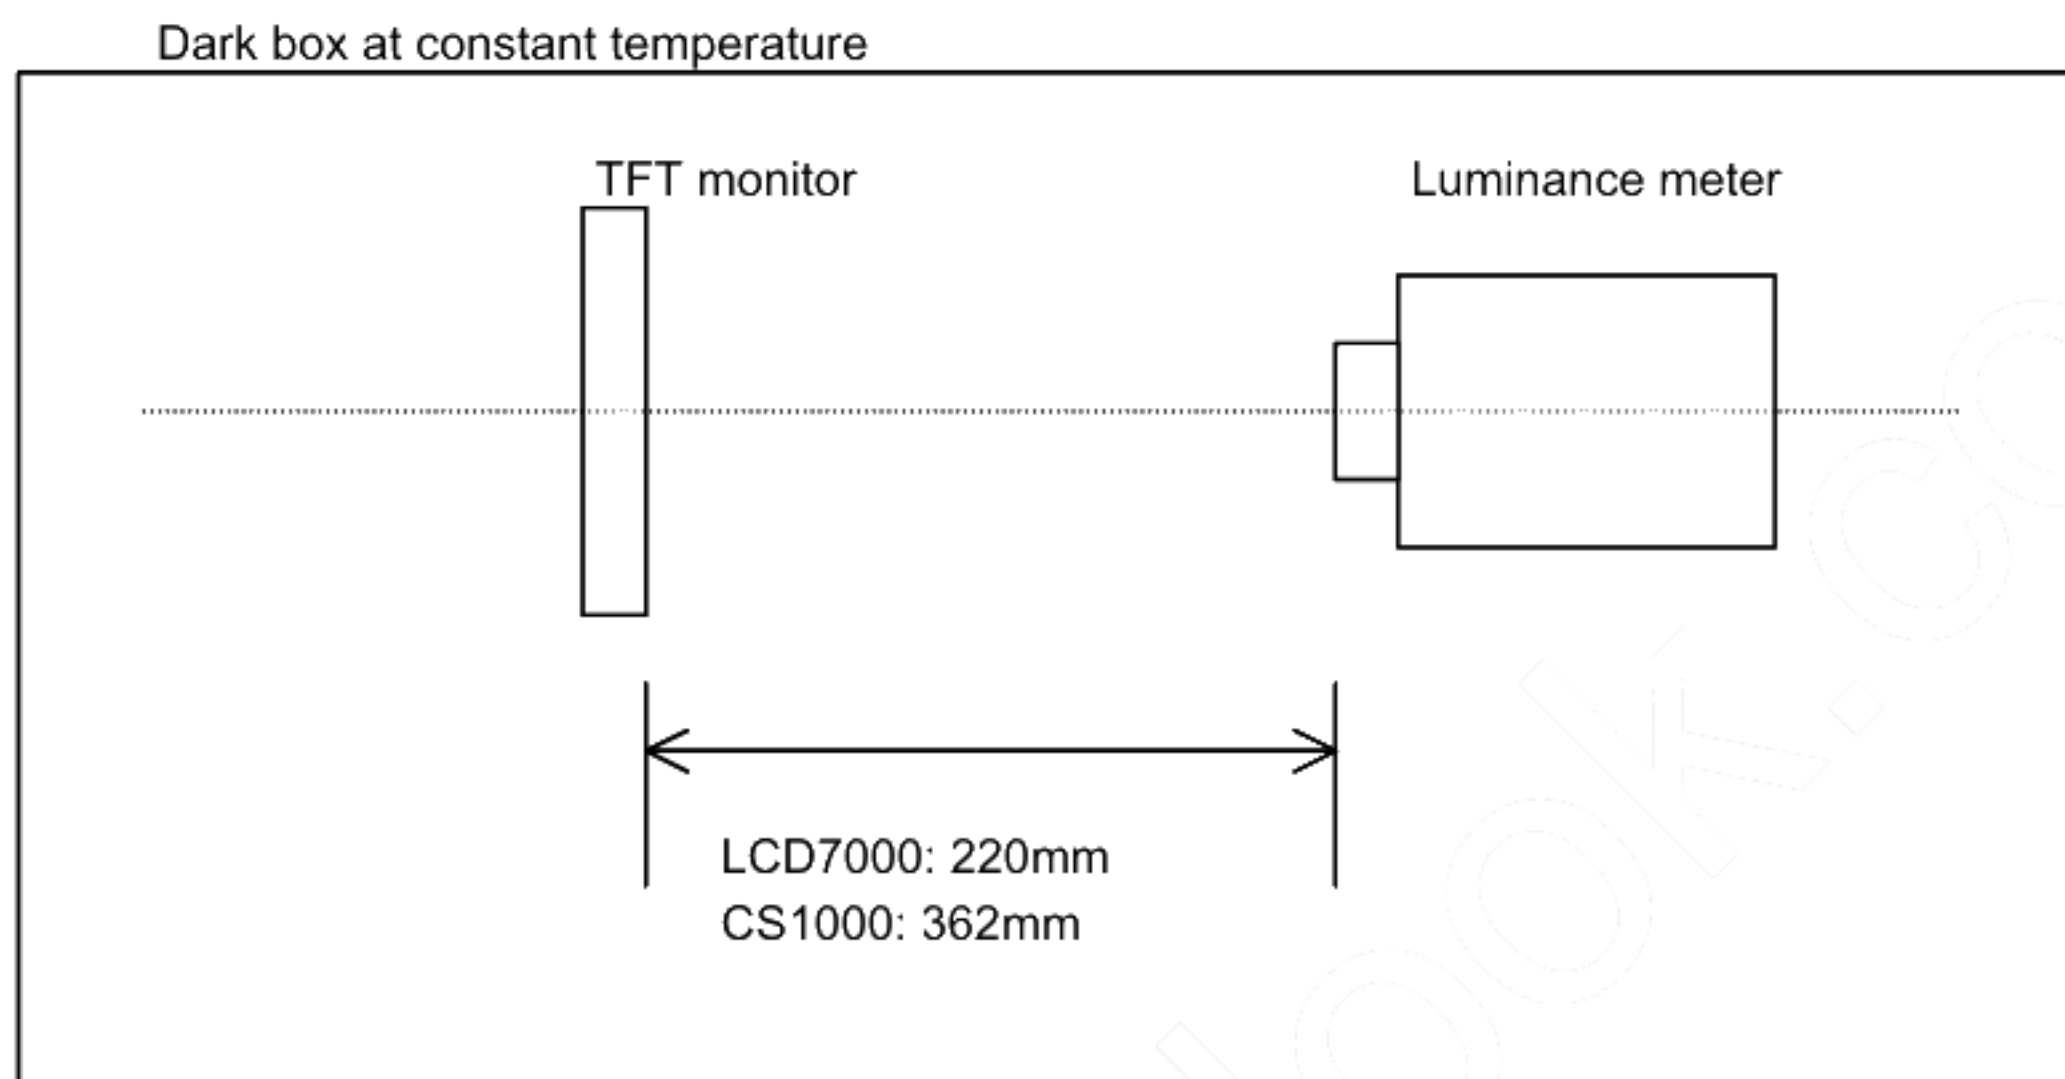 Dark box at constant temperature
TFT monitor
Luminance meter
LCD7000: 220mm
CS1000: 362mm